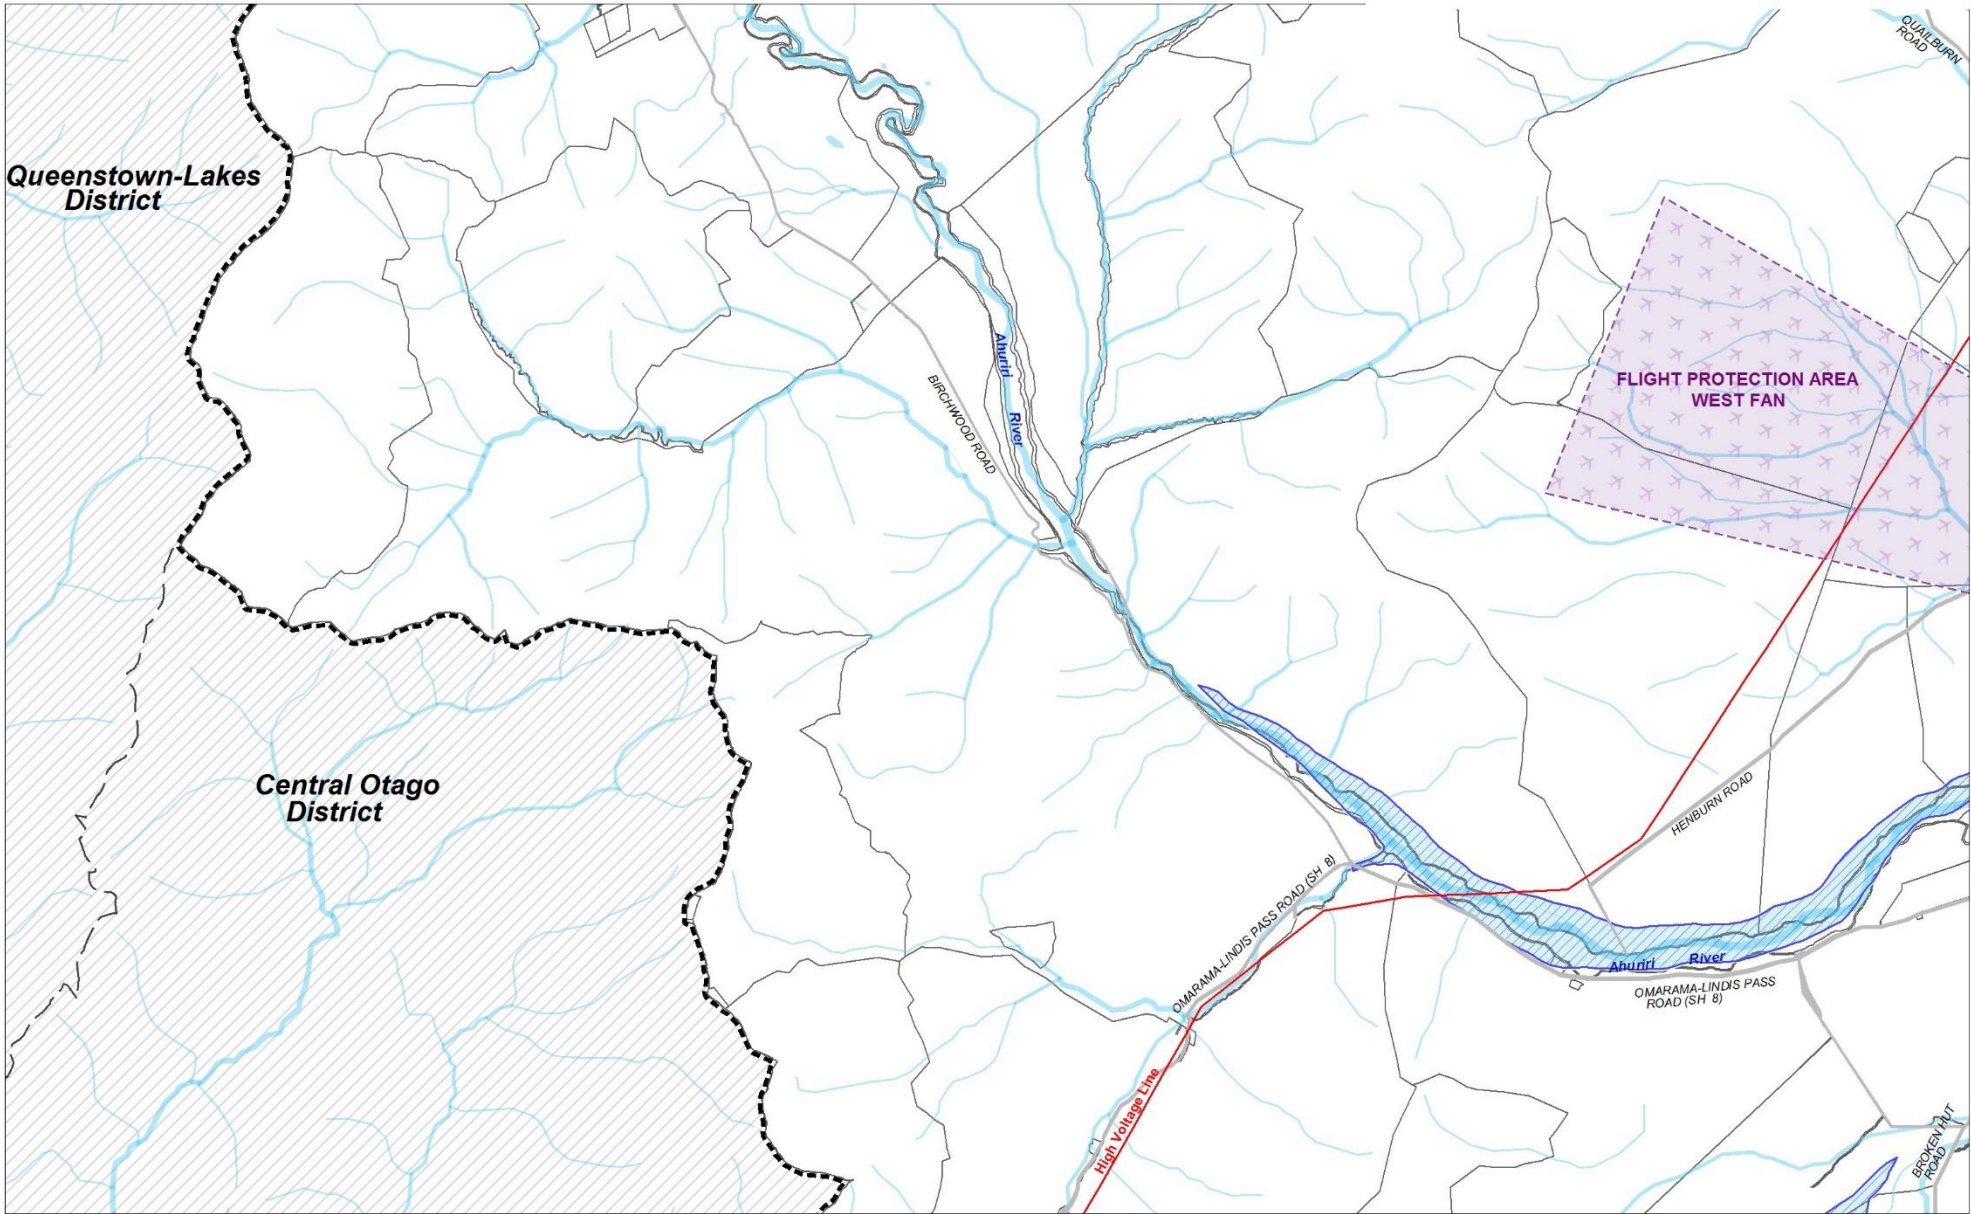 QUAILBURN
ROAD
Queenstown-Lakes
District
Ahuriri
River
BIRCHWOOD ROAD
FLIGHT PROTECTION AREA
WEST FAN
Central Otago
District
HENBURN ROAD
OMARAMA-LINDIS PASS ROAD (SH 8)
Ahuriri River
OMARAMA-LINDIS PASS
ROAD (SH 8)
High Voltage Line
BROKEN HUT
ROAD